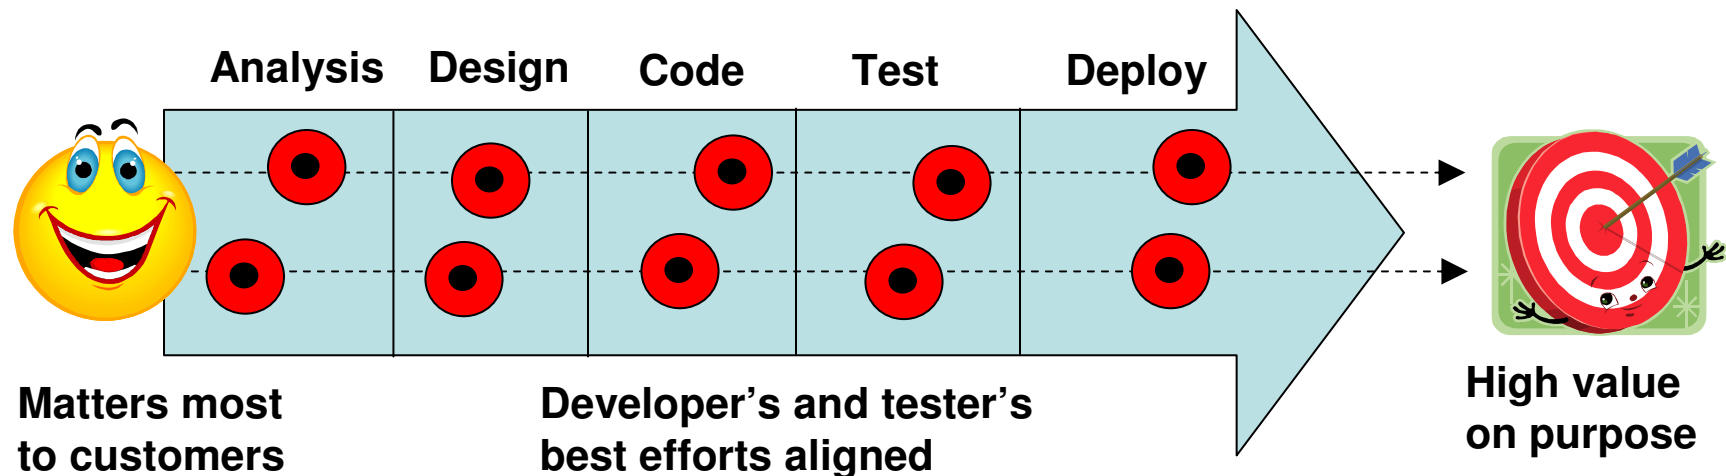 Analysis Design Code Test Deploy
Matters most
to customers
Developer’s and tester’s
best efforts aligned
High value
on purpose